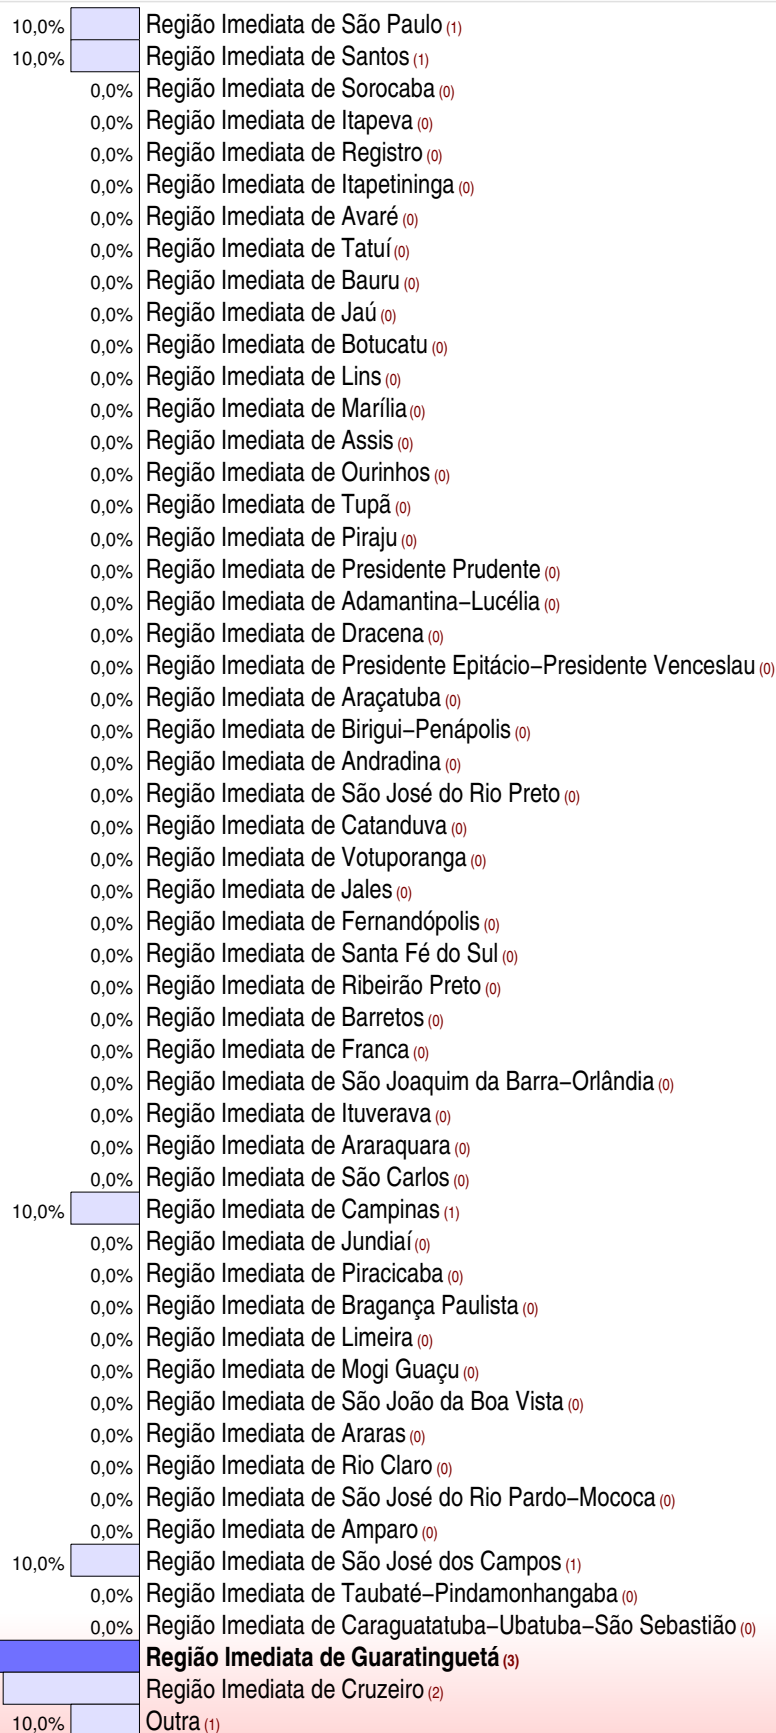 10,0% Região Imediata de São Paulo (1)
10,0% Região Imediata de Santos (1)
0,0% Região Imediata de Sorocaba (0)
0,0% Região Imediata de Itapeva (0)
0,0% Região Imediata de Registro (0)
0,0% Região Imediata de Itapetininga (0)
0,0% Região Imediata de Avaré (0)
0,0% Região Imediata de Tatuí (0)
0,0% Região Imediata de Bauru (0)
0,0% Região Imediata de Jaú (0)
0,0% Região Imediata de Botucatu (0)
0,0% Região Imediata de Lins (0)
0,0% Região Imediata de Marília (0)
0,0% Região Imediata de Assis (0)
0,0% Região Imediata de Ourinhos (0)
0,0% Região Imediata de Tupã (0)
0,0% Região Imediata de Piraju (0)
0,0% Região Imediata de Presidente Prudente (0)
0,0% Região Imediata de Adamantina–Lucélia (0)
0,0% Região Imediata de Dracena (0)
0,0% Região Imediata de Presidente Epitácio–Presidente Venceslau (0)
0,0% Região Imediata de Araçatuba (0)
0,0% Região Imediata de Birigui–Penápolis (0)
0,0% Região Imediata de Andradina (0)
0,0% Região Imediata de São José do Rio Preto (0)
0,0% Região Imediata de Catanduva (0)
0,0% Região Imediata de Votuporanga (0)
0,0% Região Imediata de Jales (0)
0,0% Região Imediata de Fernandópolis (0)
0,0% Região Imediata de Santa Fé do Sul (0)
0,0% Região Imediata de Ribeirão Preto (0)
0,0% Região Imediata de Barretos (0)
0,0% Região Imediata de Franca (0)
0,0% Região Imediata de São Joaquim da Barra–Orlândia (0)
0,0% Região Imediata de Ituverava (0)
0,0% Região Imediata de Araraquara (0)
0,0% Região Imediata de São Carlos (0)
10,0% Região Imediata de Campinas (1)
0,0% Região Imediata de Jundiaí (0)
0,0% Região Imediata de Piracicaba (0)
0,0% Região Imediata de Bragança Paulista (0)
0,0% Região Imediata de Limeira (0)
0,0% Região Imediata de Mogi Guaçu (0)
0,0% Região Imediata de São João da Boa Vista (0)
0,0% Região Imediata de Araras (0)
0,0% Região Imediata de Rio Claro (0)
0,0% Região Imediata de São José do Rio Pardo–Mococa (0)
0,0% Região Imediata de Amparo (0)
10,0% Região Imediata de São José dos Campos (1)
0,0% Região Imediata de Taubaté–Pindamonhangaba (0)
0,0% Região Imediata de Caraguatatuba–Ubatuba–São Sebastião (0)
Região Imediata de Guaratinguetá (3)
Região Imediata de Cruzeiro (2)
10,0% Outra (1)